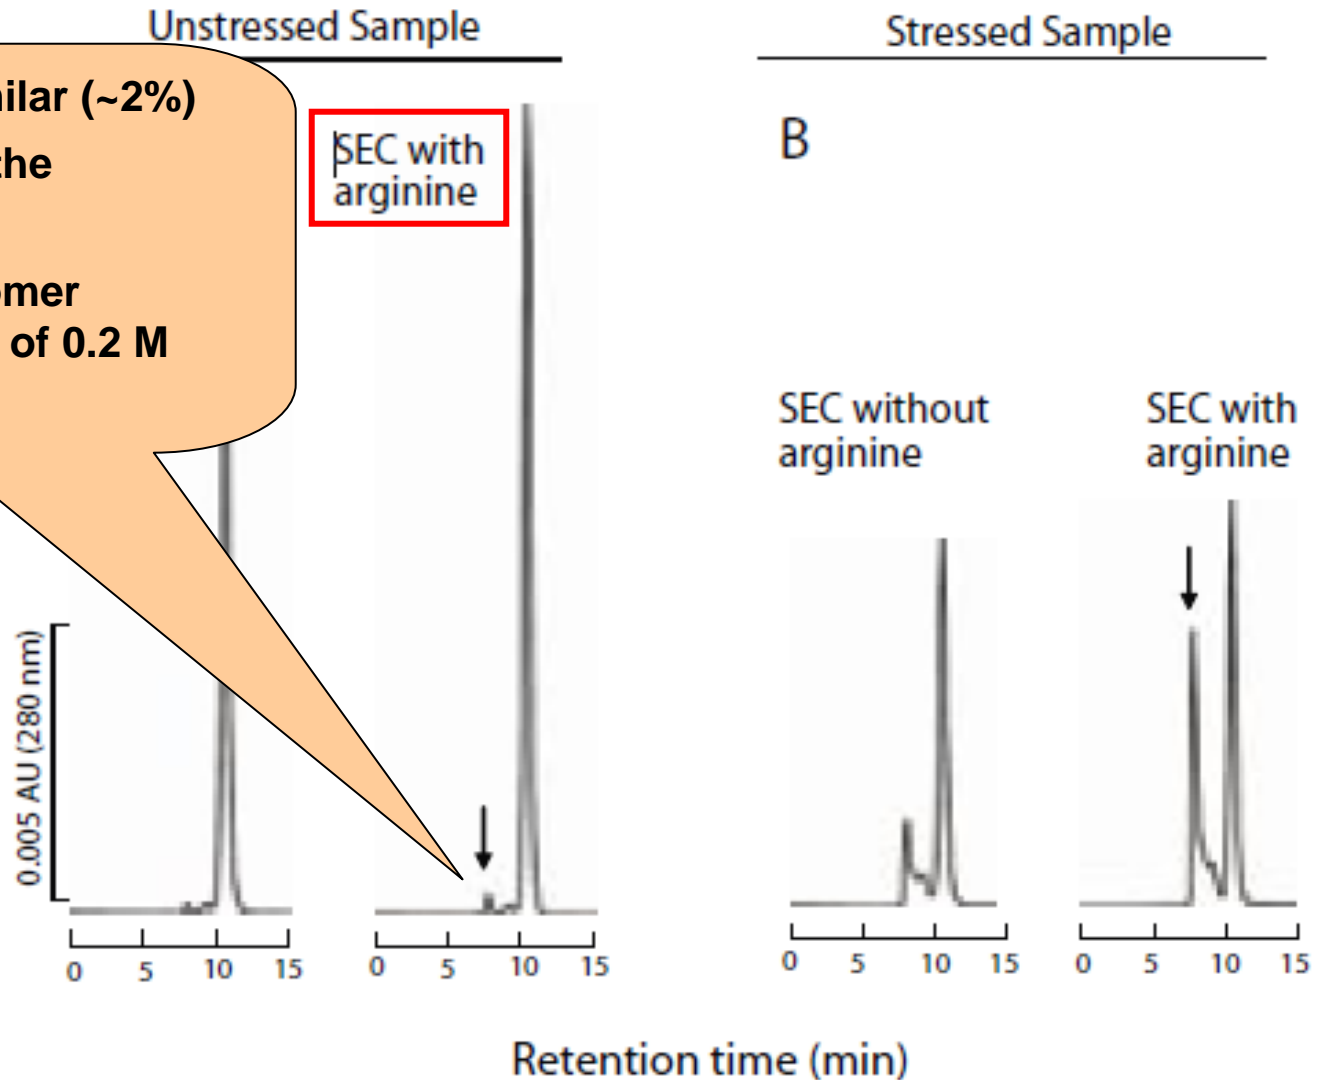 Unstressed Sample
Stressed Sample
(~2%)
the
of 0.2 M
SEC with
arginine
B
SEC without
arginine
SEC with
arginine
0.005 AU (280 nm)
0 5 10 15
0 5 10 15
0 5 10 15
0 5 10 15
Retention time (min)